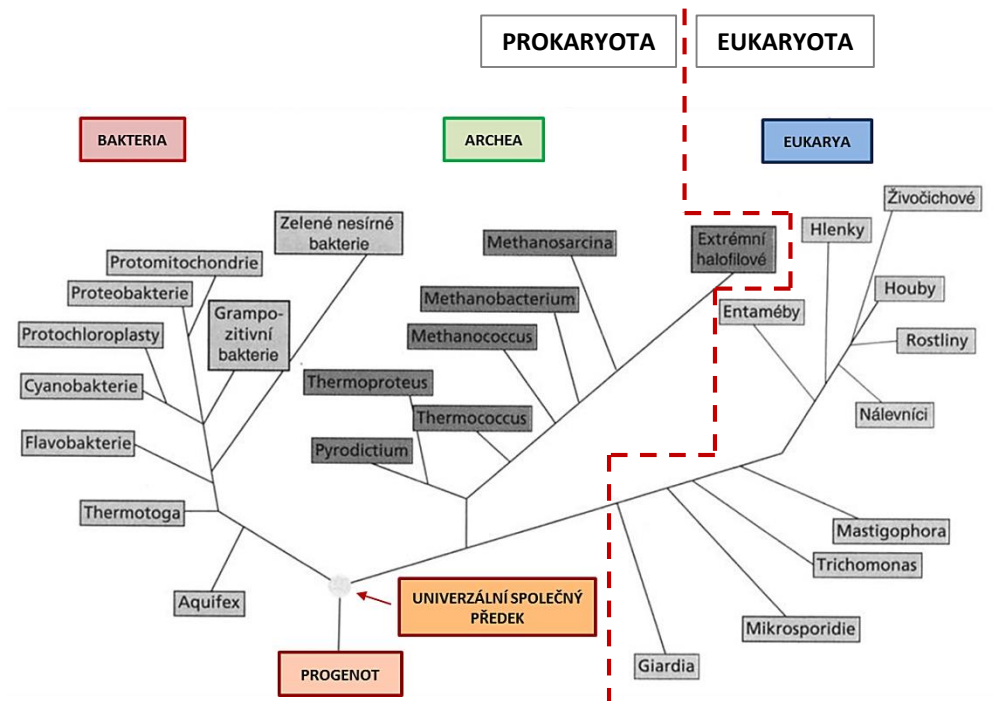 PROKARYOTA
EUKARYOTA
BAKTERIA
ARCHEA
EUKARYA
Zelené nesírné
bakterie
Protomitochondrie
Proteobakterie
Grampo-
zitivní
bakterie
Protochloroplasty
Cyanobakterie
Flavobakterie
Thermotoga
Aquifex
Methanosarcina
Extrémní
halofilové
Methanobacterium
Methanococcus
Thermoproteus
Thermococcus
Pyrodictium
Živočichové
Hlenky
Houby
Entaméby
Rostliny
Nálevníci
Mastigophora
Trichomonas
Mikrosporidie
Giardia
UNIVERZÁLNÍ SPOLEČNÝ
PŘEDEK
PROGENOT